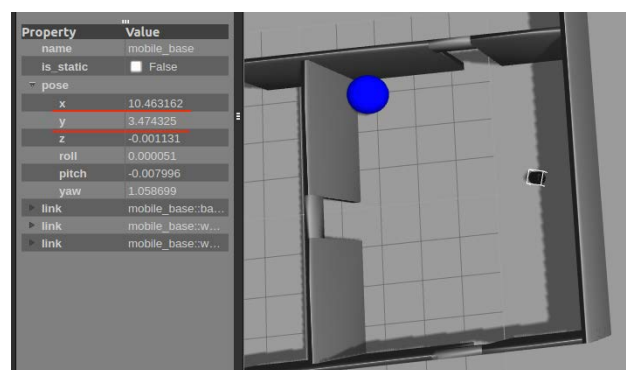 Property Value
name mobile_base
is_static False
pose
x 10.463162
y 3.474325
z -0.001131
roll 0.000051
pitch -0.007996
yaw 1.058699
link mobile_base::ba...
link mobile_base::w...
link mobile_base::w...